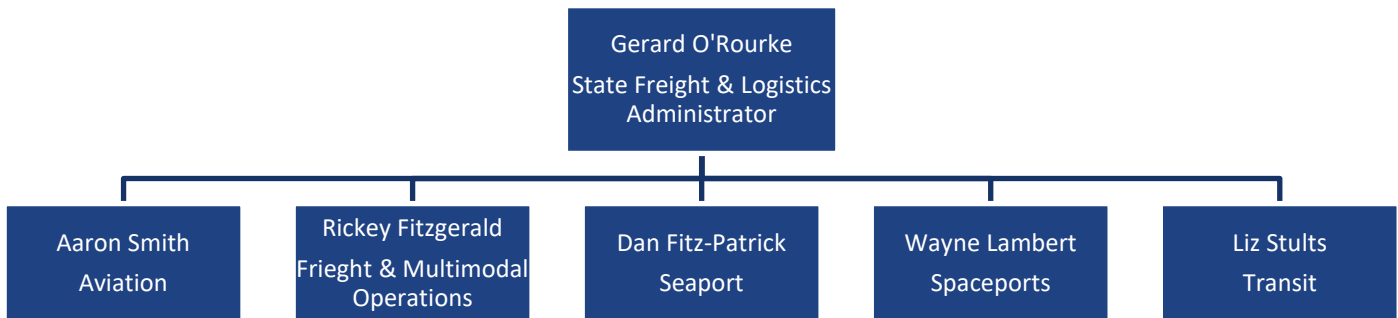 Gerard O'Rourke
State Freight & Logistics
Administrator
Aaron Smith
Aviation
Rickey Fitzgerald
Frieght & Multimodal
Operations
Dan Fitz-Patrick
Seaport
Wayne Lambert
Spaceports
Liz Stults
Transit